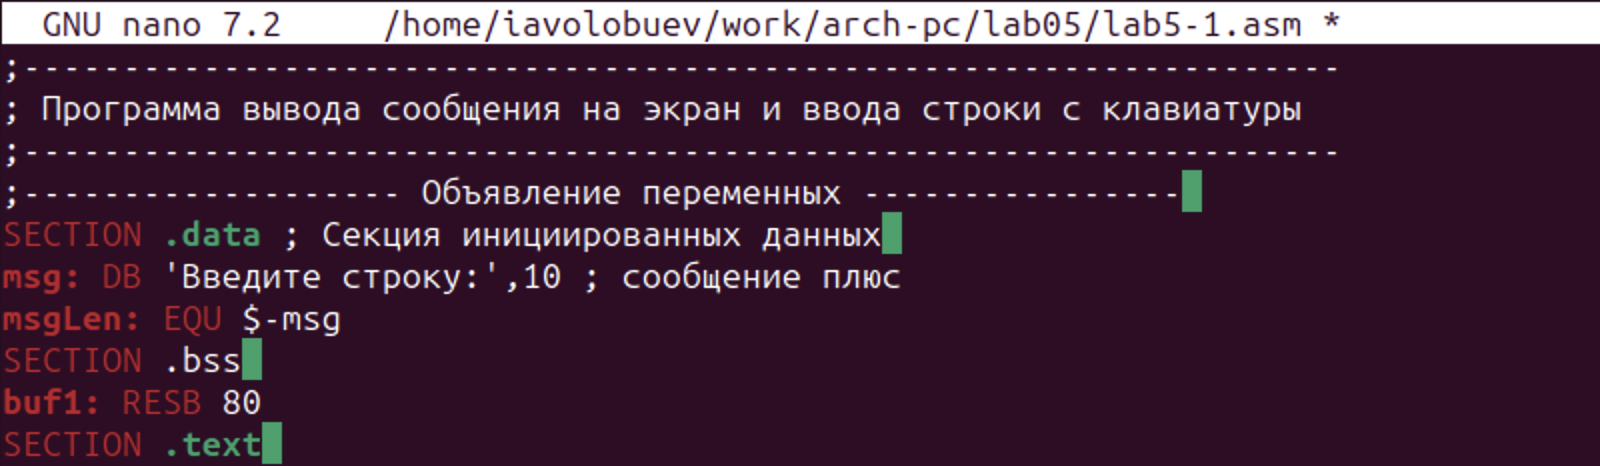 GNU nano 7.2 /home/iavolobuev/work/arch-pc/lab05/lab5-1.asm *
;------------------------------------------------------------------
; Программа вывода сообщения на экран и ввода строки с клавиатуры
;------------------------------------------------------------------
;------------------- Объявление переменных ----------------
SECTION .data ; Секция инициированных данных
msg: DB 'Введите строку:',10 ; сообщение плюс
msgLen: EQU $-msg
SECTION .bss
buf1: RESB 80
SECTION .text